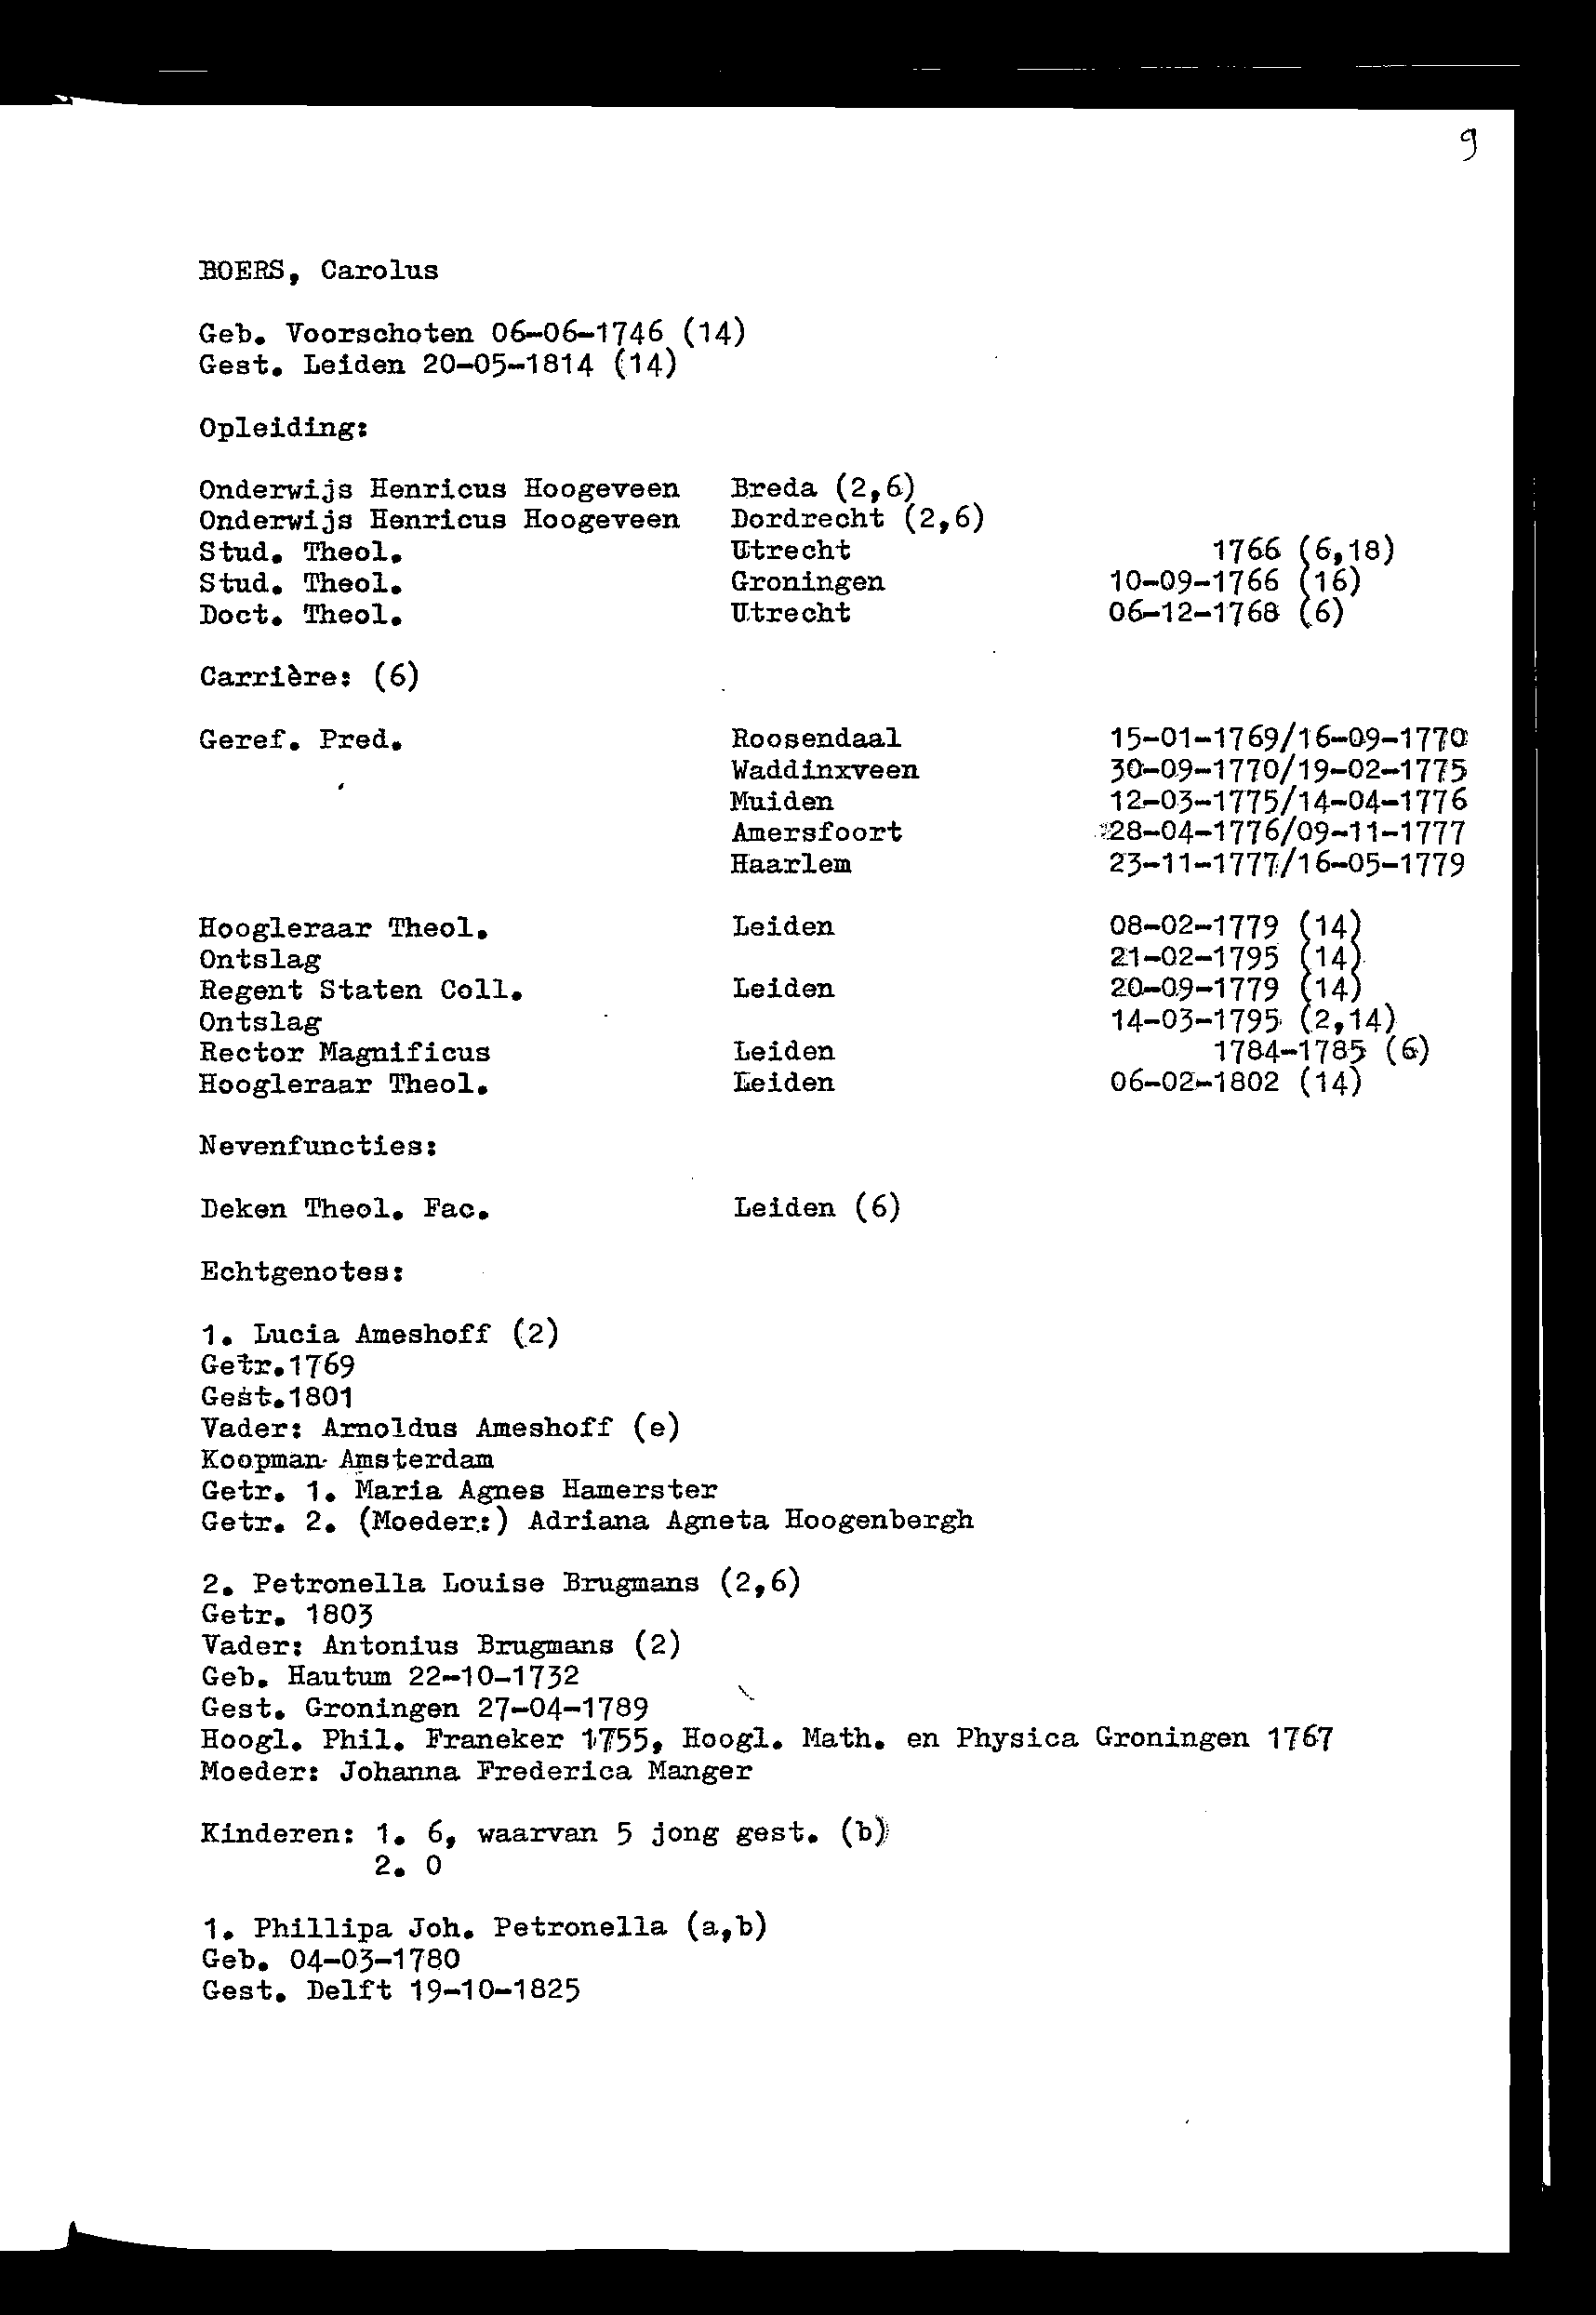 9
BOERS, Carolus
Geb. Voorschoten 06-06-1746 (14)
Gest. Leiden 20-05-1814 (14)
Opleiding:
Onderwijs Henricus Hoogeveen Breda (2,6)
Onderwijs Henricus Hoogeveen Dordrecht (2,6)
Stud. Theol. Utrecht 1766 (6,18)
Stud. Theol. Groningen 10-09-1766 (16)
Doct. Theol. Utrecht 06-12-1768 (6)
Carrière: (6)
Geref. Pred. Roosendaal 15-01-1769/16-09-1770
Waddinxveen 30-09-1770/19-02-1775
Muiden 12-03-1775/14-04-1776
Amersfoort 28-04-1776/09-11-1777
Haarlem 23-11-1777/16-05-1779
Hoogleraar Theol. Leiden 08-02-1779 (14)
Ontslag 21-02-1795 (14)
Regent Staten Coll. Leiden 20-09-1779 (14)
Ontslag 14-03-1795 (2,14)
Rector Magnificus Leiden 1784-1785 (6)
Hoogleraar Theol. Leiden 06-02-1802 (14)
Nevenfuncties:
Deken Theol. Fac. Leiden (6)
Echtgenotes:
1. Lucia Ameshoff (2)
Getr.1769
Gest.1801
Vader: Arnoldus Ameshoff (e)
Koopman Amsterdam
Getr. 1. Maria Agnes Hamerster
Getr. 2. (Moeder:) Adriana Agneta Hoogenbergh
2. Petronella Louise Brugmans (2,6)
Getr. 1803
Vader: Antonius Brugmans (2)
Geb. Hautum 22-10-1732
Gest. Groningen 27-04-1789
Hoogl. Phil. Franeker 1755, Hoogl. Math. en Physica Groningen 1767
Moeder: Johanna Frederica Manger
Kinderen: 1. 6, waarvan 5 jong gest. (b)
2. 0
1. Phillipa Joh. Petronella (a,b)
Geb. 04-03-1780
Gest. Delft 19-10-1825